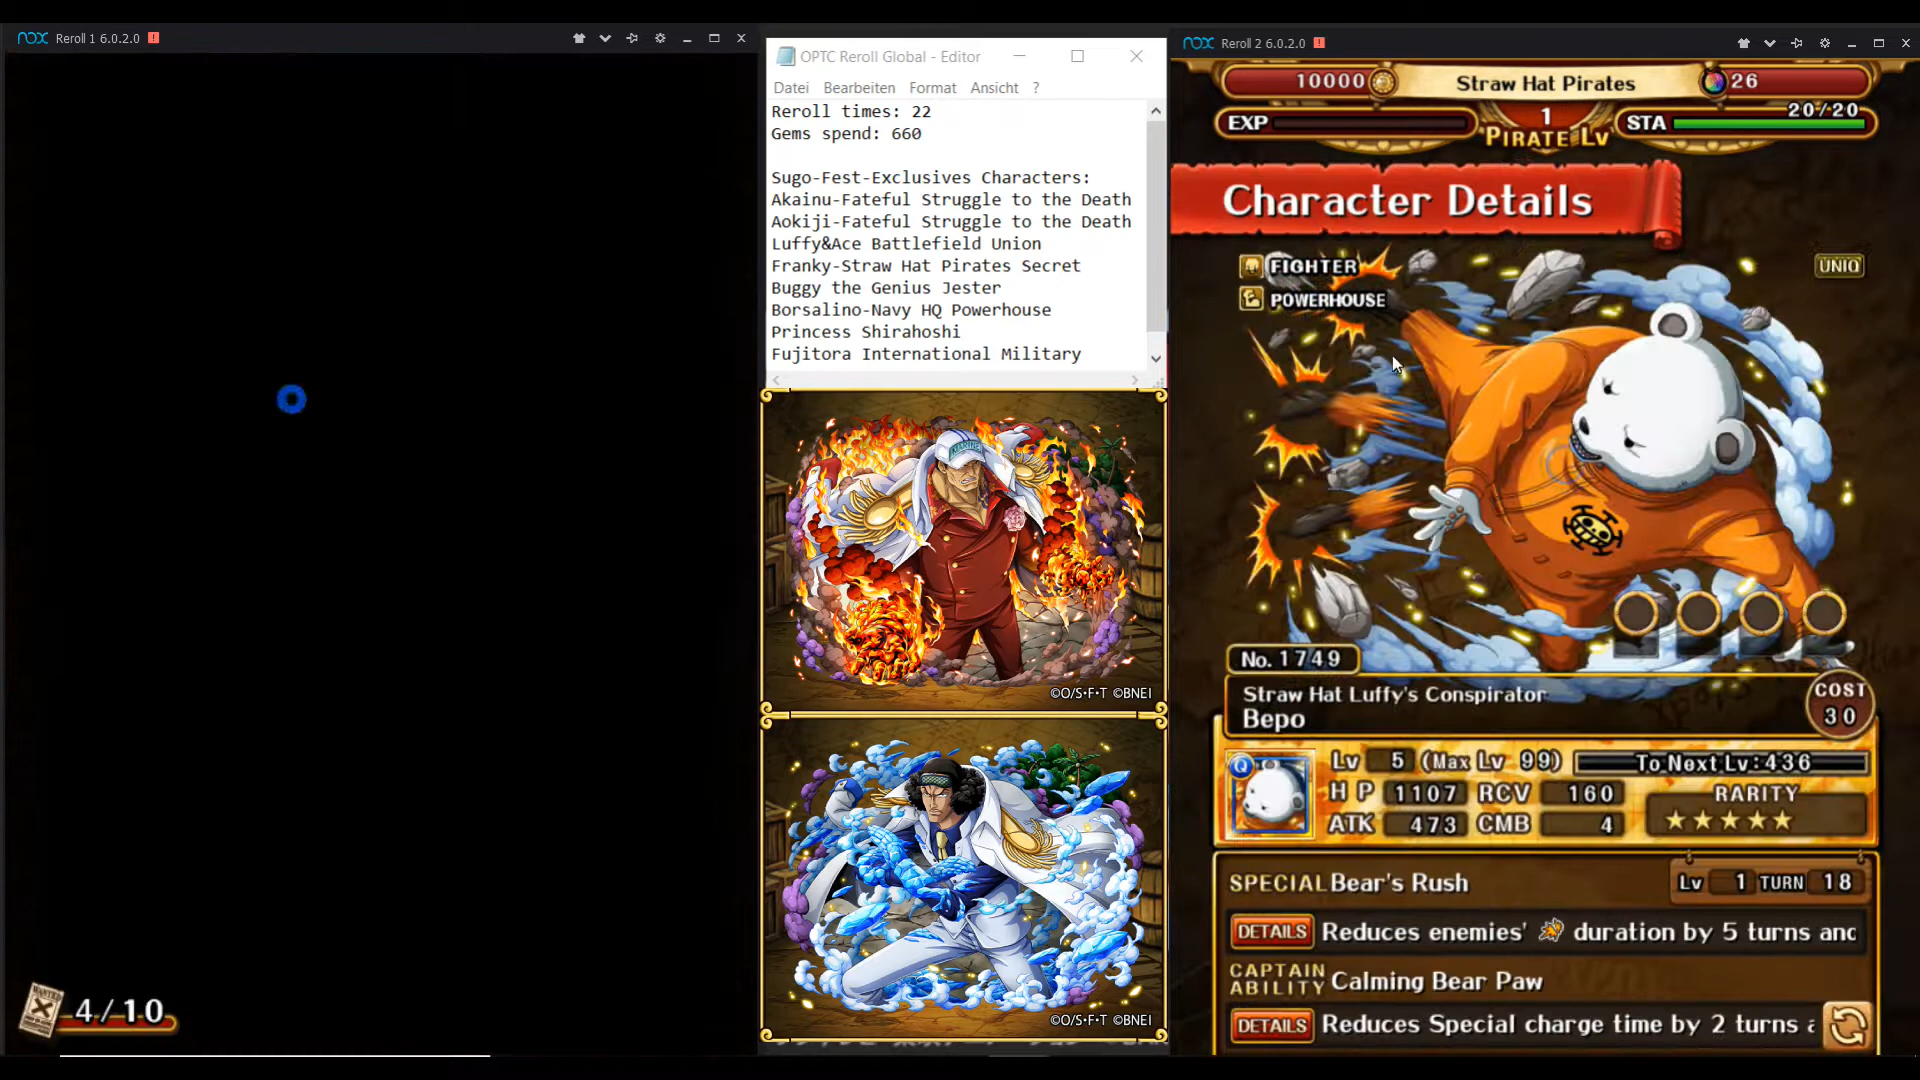 nox Reroll 1 6.0.2.0
4/10
OPTC Reroll Global - Editor
Datei Bearbeiten Format Ansicht ?
Reroll times: 22
Gems spend: 660
Sugo-Fest-Exclusives Characters:
Akainu-Fateful Struggle to the Death
Aokiji-Fateful Struggle to the Death
Luffy&Ace Battlefield Union
Franky-Straw Hat Pirates Secret
Buggy the Genius Jester
Borsalino-Navy HQ Powerhouse
Princess Shirahoshi
Fujitora International Military
MARINE
©O/S・F・T ©BNEI
©O/S・F・T ©BNEI
nox Reroll 2 6.0.2.0
10000 Straw Hat Pirates 26
EXP 1 STA 20/20
PIRATE Lv
Character Details
FIGHTER UNIQ
POWERHOUSE
No. 1749
Straw Hat Luffy's Conspirator
Bepo
COST
30
Q
Lv 5 (Max Lv 99) To Next Lv:436
HP 1107 RCV 160 RARITY
ATK 473 CMB 4 ★★★★★
SPECIAL Bear's Rush Lv 1 TURN 18
DETAILS Reduces enemies' duration by 5 turns and
CAPTAIN ABILITY Calming Bear Paw
DETAILS Reduces Special charge time by 2 turns